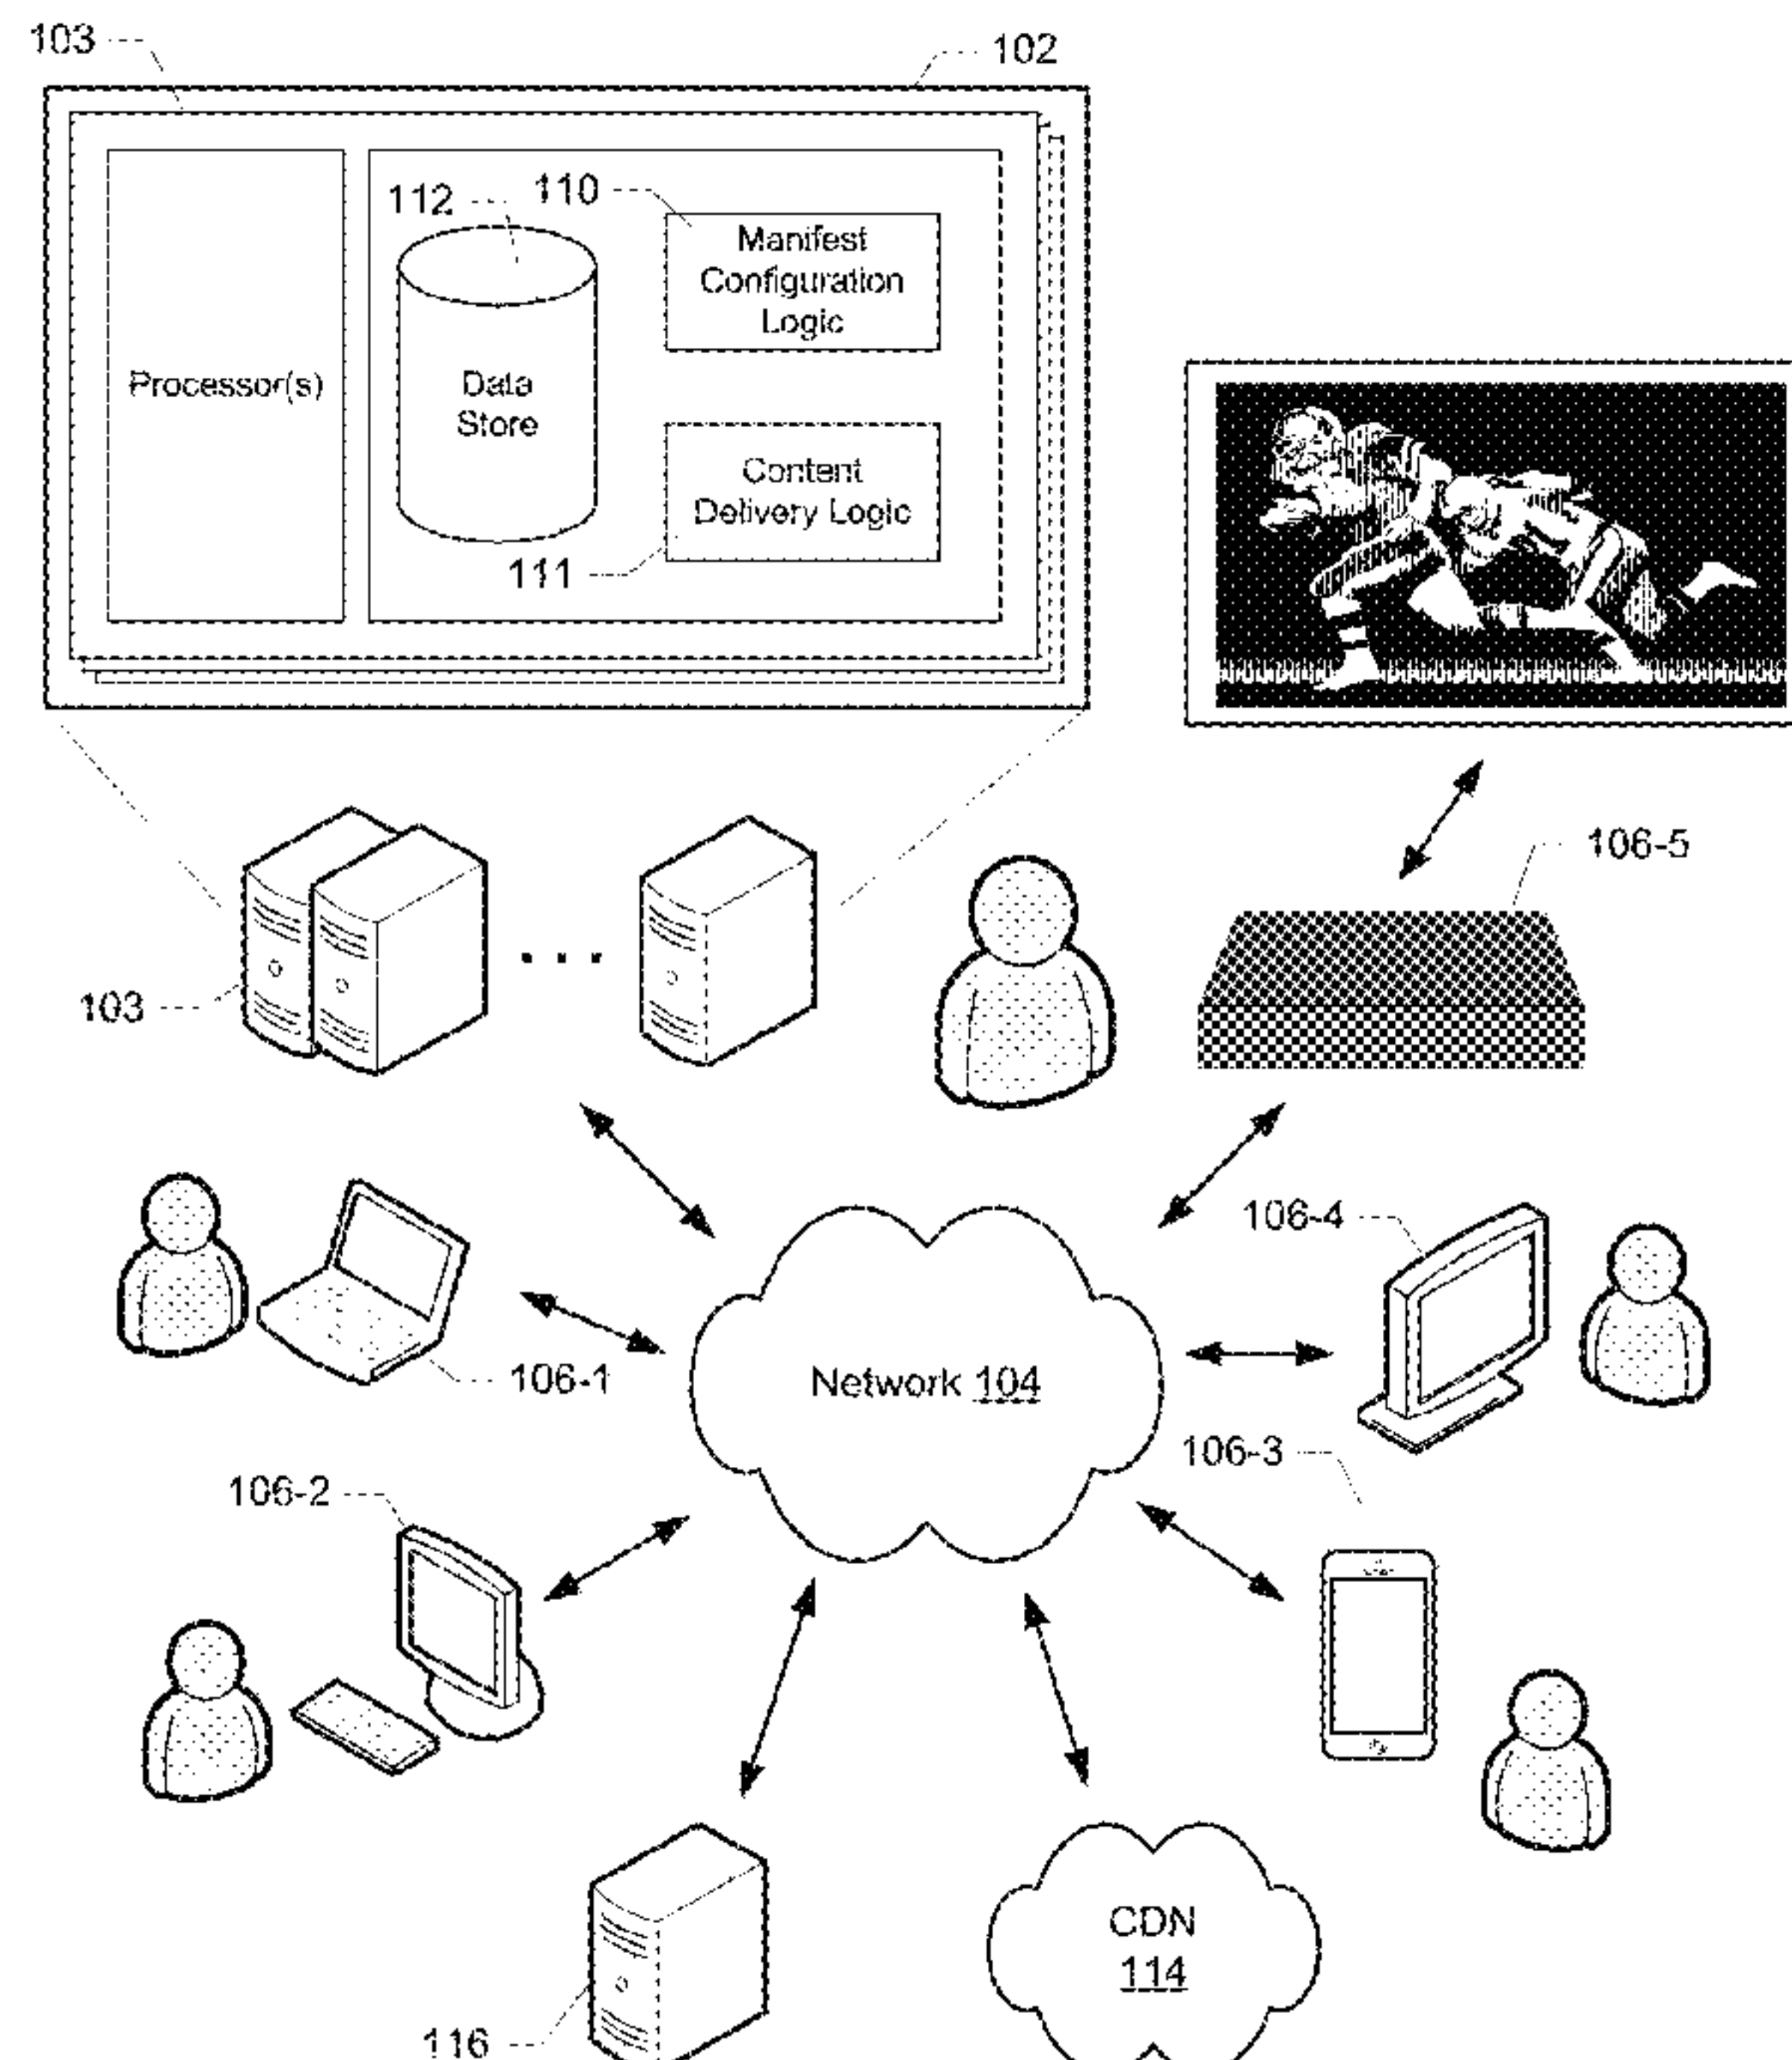 103
102
112
110
Manifest
Configuration
Logic
Processor(s)
Data
Store
Content
Delivery Logic
111
106-5
103
106-4
106-1
Network 104
106-3
106-2
CDN
114
116